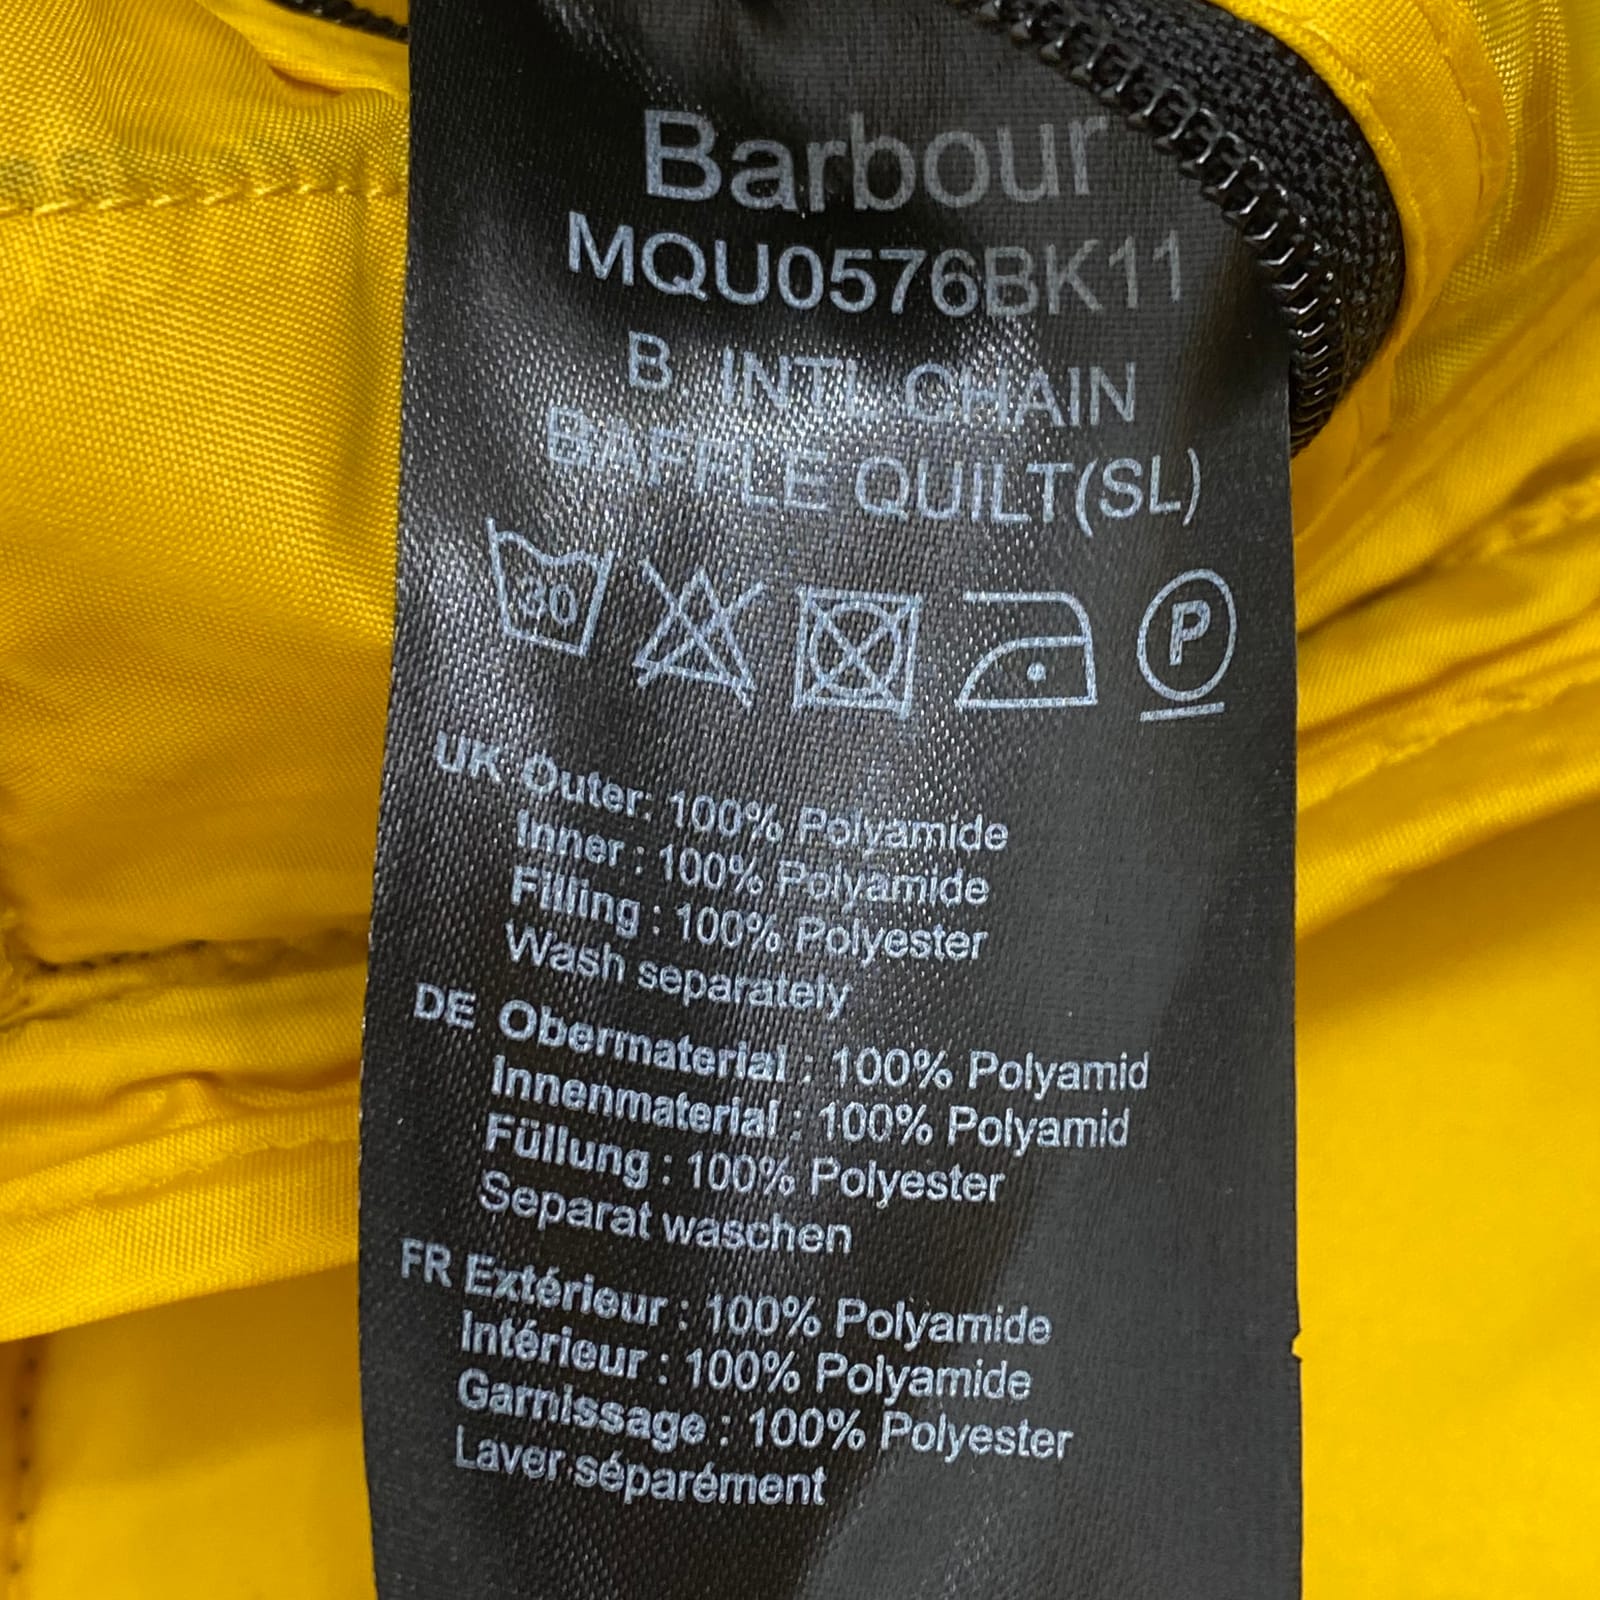 Barbour
MQU0576BK11
B. INTL CHAIN
BAFFLE QUILT(SL)
30
P
UK Outer: 100% Polyamide
Inner : 100% Polyamide
Filling : 100% Polyester
Wash separately
DE Obermaterial : 100% Polyamid
Innenmaterial : 100% Polyamid
Füllung : 100% Polyester
Separat waschen
FR Extérieur : 100% Polyamide
Intérieur : 100% Polyamide
Garnissage : 100% Polyester
Laver séparément